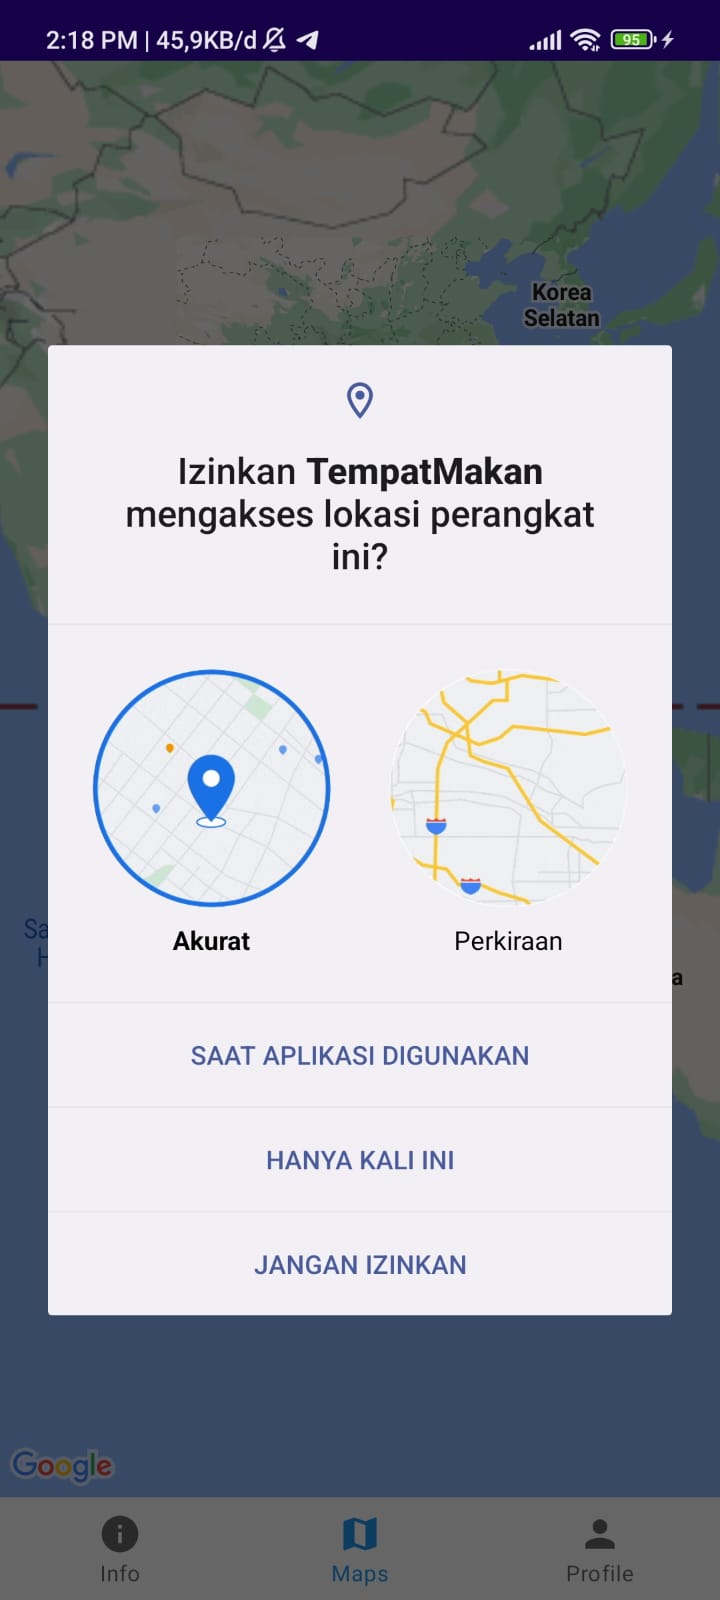 2:18 PM | 45,9KB/d
95
Korea
Selatan
Izinkan TempatMakan
mengakses lokasi perangkat
ini?
Akurat
Perkiraan
SAAT APLIKASI DIGUNAKAN
HANYA KALI INI
JANGAN IZINKAN
Google
Info
Maps
Profile